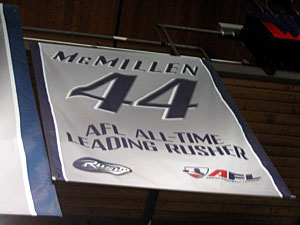 McMILLEN
44
AFL ALL-TIME
LEADING RUSHER
AFL